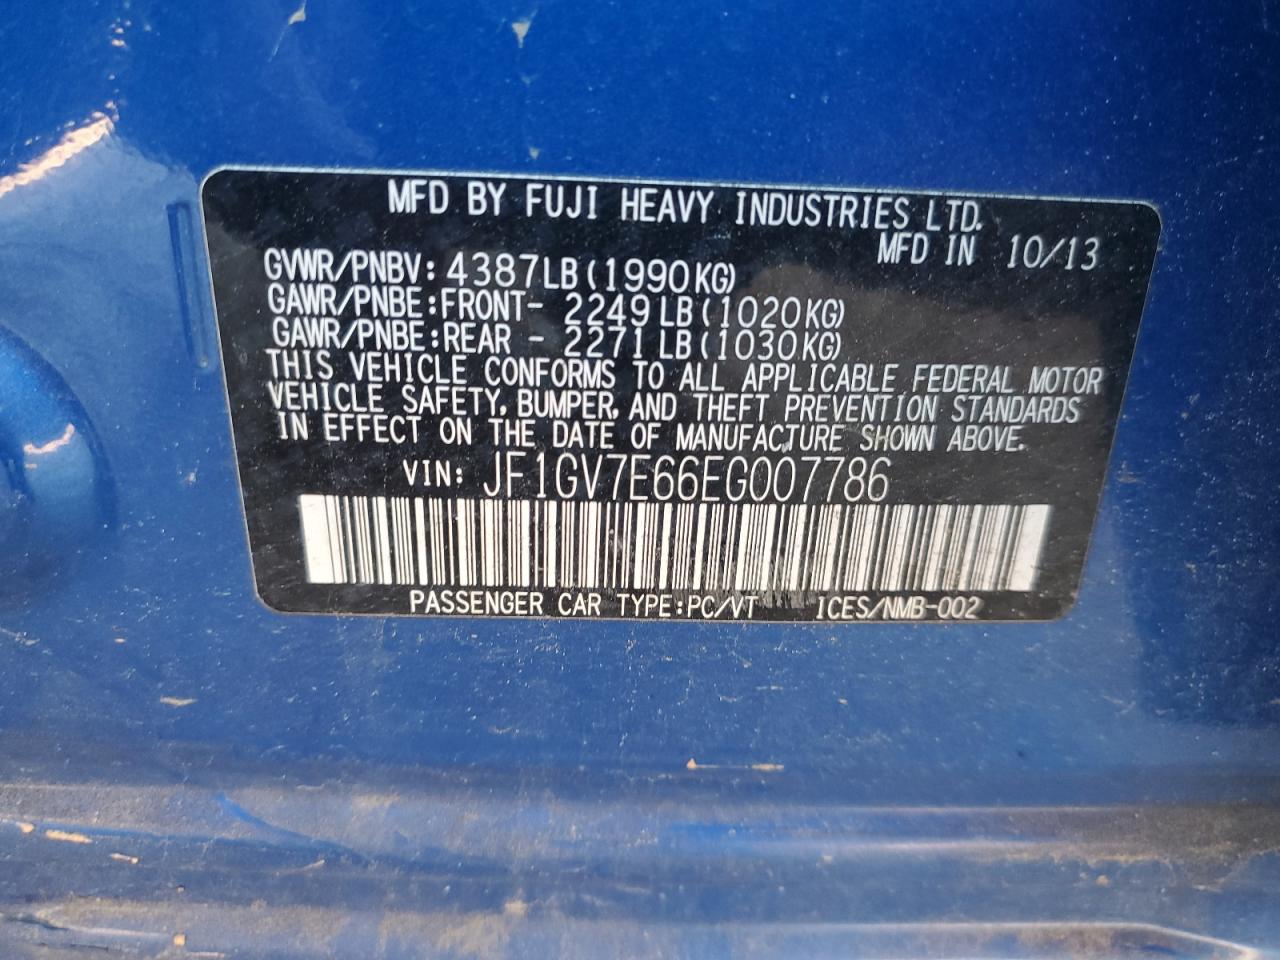 MFD BY FUJI HEAVY INDUSTRIES LTD.
MFD IN 10/13
GVWR/PNBV: 4387LB(1990KG)
GAWR/PNBE:FRONT- 2249LB(1020KG)
GAWR/PNBE:REAR - 2271LB(1030KG)
THIS VEHICLE CONFORMS TO ALL APPLICABLE FEDERAL MOTOR
VEHICLE SAFETY, BUMPER, AND THEFT PREVENTION STANDARDS
IN EFFECT ON THE DATE OF MANUFACTURE SHOWN ABOVE.
VIN: JF1GV7E66EG007786
PASSENGER CAR TYPE:PC/VT ICES/NMB-002